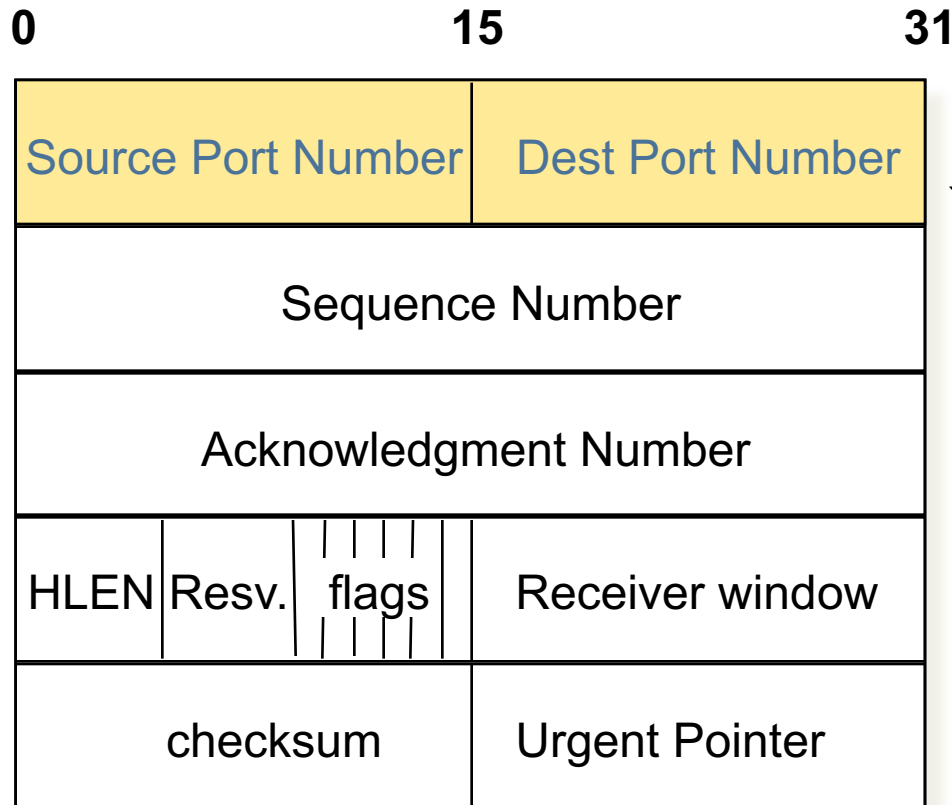 0 15 31
Source Port Number Dest Port Number
Sequence Number
Acknowledgment Number
HLEN Resv. flags Receiver window
checksum Urgent Pointer